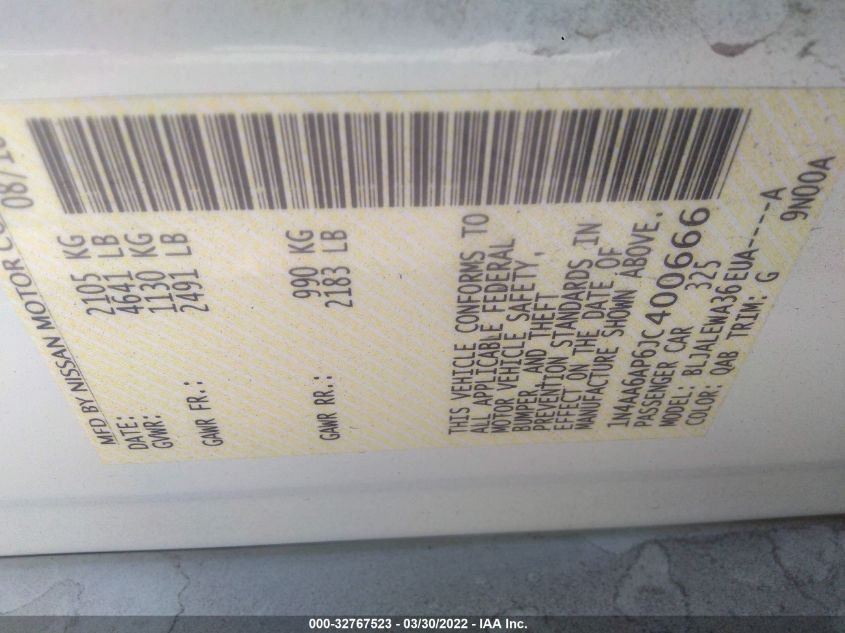 MFD BY NISSAN MOTOR
DATE: 08/
GVWR: 2105 KG
4641 LB
GAWR FR.: 1130 KG
2491 LB
GAWR RR.: 990 KG
2183 LB
THIS VEHICLE CONFORMS TO
ALL APPLICABLE FEDERAL
MOTOR VEHICLE SAFETY,
BUMPER AND THEFT
PREVENTION STANDARDS IN
EFFECT ON THE DATE OF
MANUFACTURE SHOWN ABOVE.
1N4AA6AP6JC400666
PASSENGER CAR 325
MODEL: BLJALEWA36EUA-----A
COLOR: QAB TRIM: G 9N00A
000-32767523 - 03/30/2022 - IAA Inc.